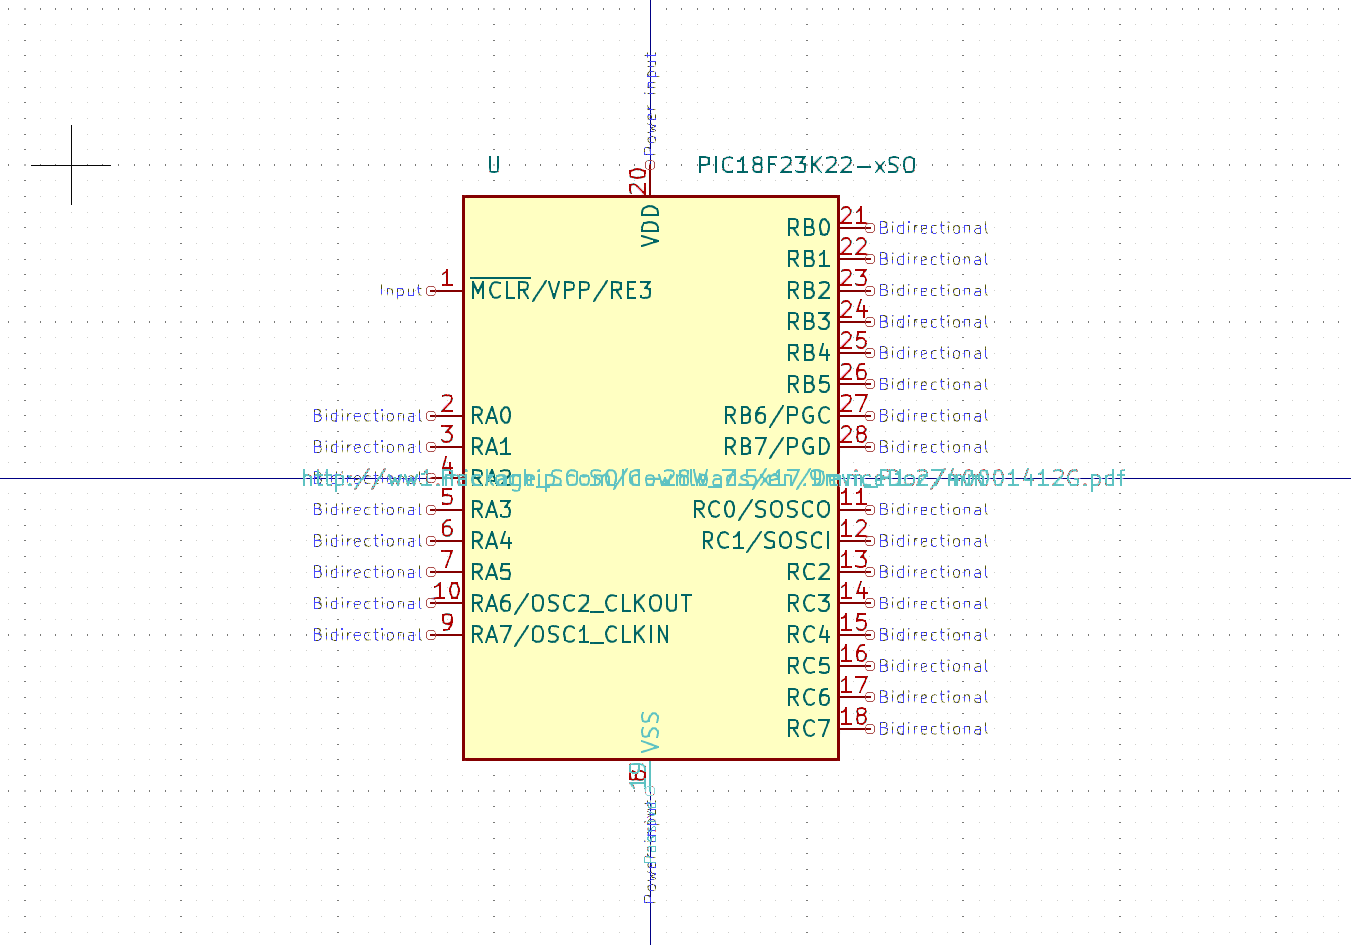 Power input
U
PIC18F23K22-xSO
20
VDD
21
RB0
Bidirectional
22
RB1
Bidirectional
Input
1
MCLR/VPP/RE3
23
RB2
Bidirectional
24
RB3
Bidirectional
25
RB4
Bidirectional
26
RB5
Bidirectional
Bidirectional
2
RA0
27
RB6/PGC
Bidirectional
Bidirectional
3
RA1
28
RB7/PGD
Bidirectional
4
RA2
Bidirectional
5
RA3
11
RC0/SOSCO
Bidirectional
Bidirectional
6
RA4
12
RC1/SOSCI
Bidirectional
Bidirectional
7
RA5
13
RC2
Bidirectional
Bidirectional
10
RA6/OSC2_CLKOUT
14
RC3
Bidirectional
Bidirectional
9
RA7/OSC1_CLKIN
15
RC4
Bidirectional
16
RC5
Bidirectional
17
RC6
Bidirectional
18
RC7
Bidirectional
VSS
19
8
Power input